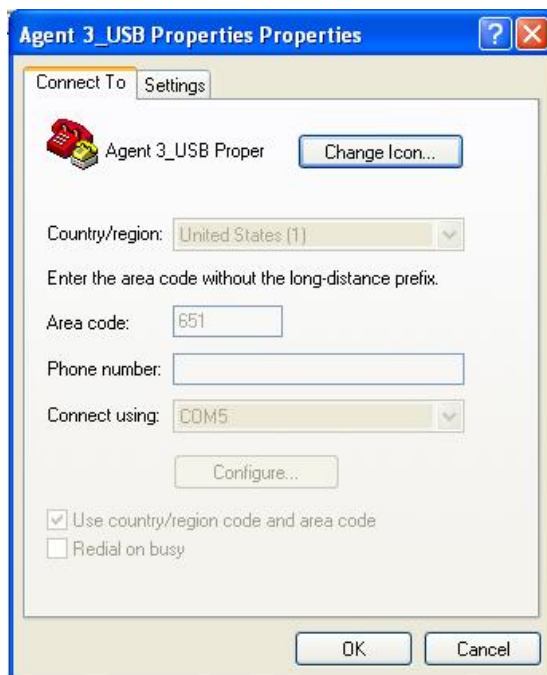 Agent 3_USB Properties Properties
?
Connect To Settings
Agent 3_USB Proper Change Icon...
Country/region: United States (1)
Enter the area code without the long-distance prefix.
Area code: 651
Phone number:
Connect using: COM5
Configure...
Use country/region code and area code
Redial on busy
OK Cancel